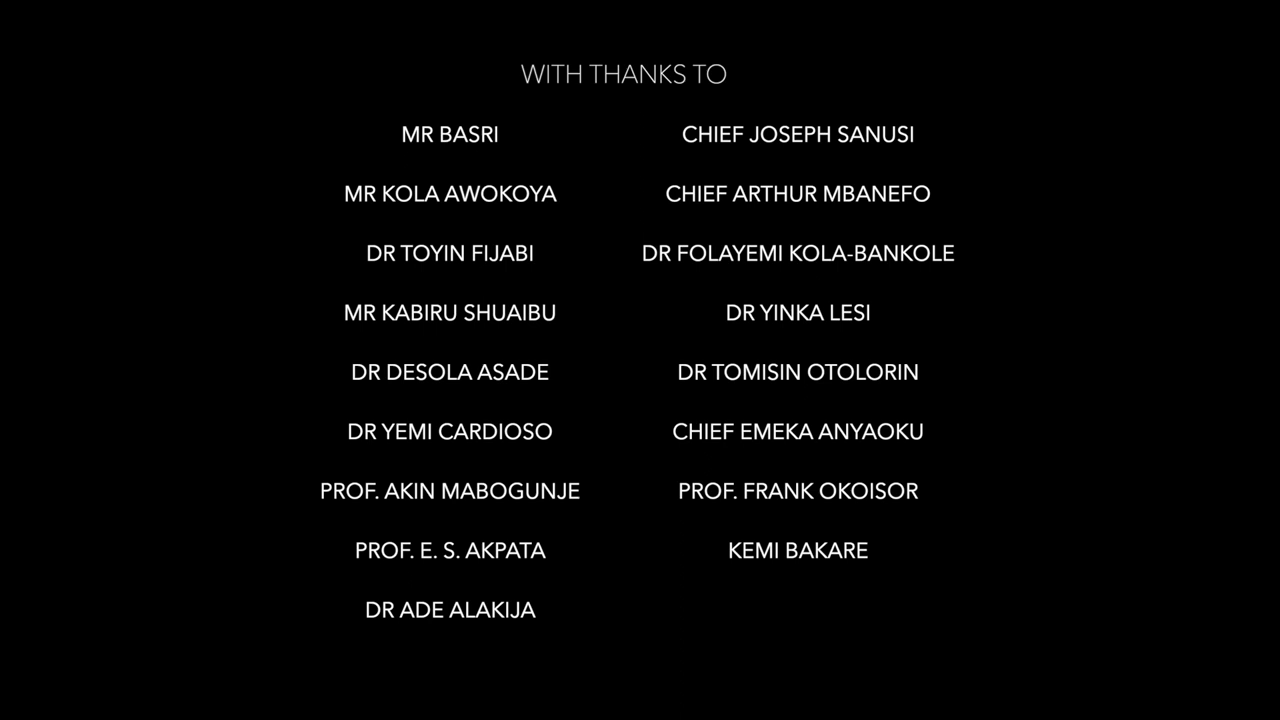 WITH THANKS TO
MR BASRI
CHIEF JOSEPH SANUSI
MR KOLA AWOKOYA
CHIEF ARTHUR MBANEFO
DR TOYIN FIJABI
DR FOLAYEMI KOLA-BANKOLE
MR KABIRU SHUAIBU
DR YINKA LESI
DR DESOLA ASADE
DR TOMISIN OTOLORIN
DR YEMI CARDIOSO
CHIEF EMEKA ANYAOKU
PROF. AKIN MABOGUNJE
PROF. FRANK OKOISOR
PROF. E. S. AKPATA
KEMI BAKARE
DR ADE ALAKIJA